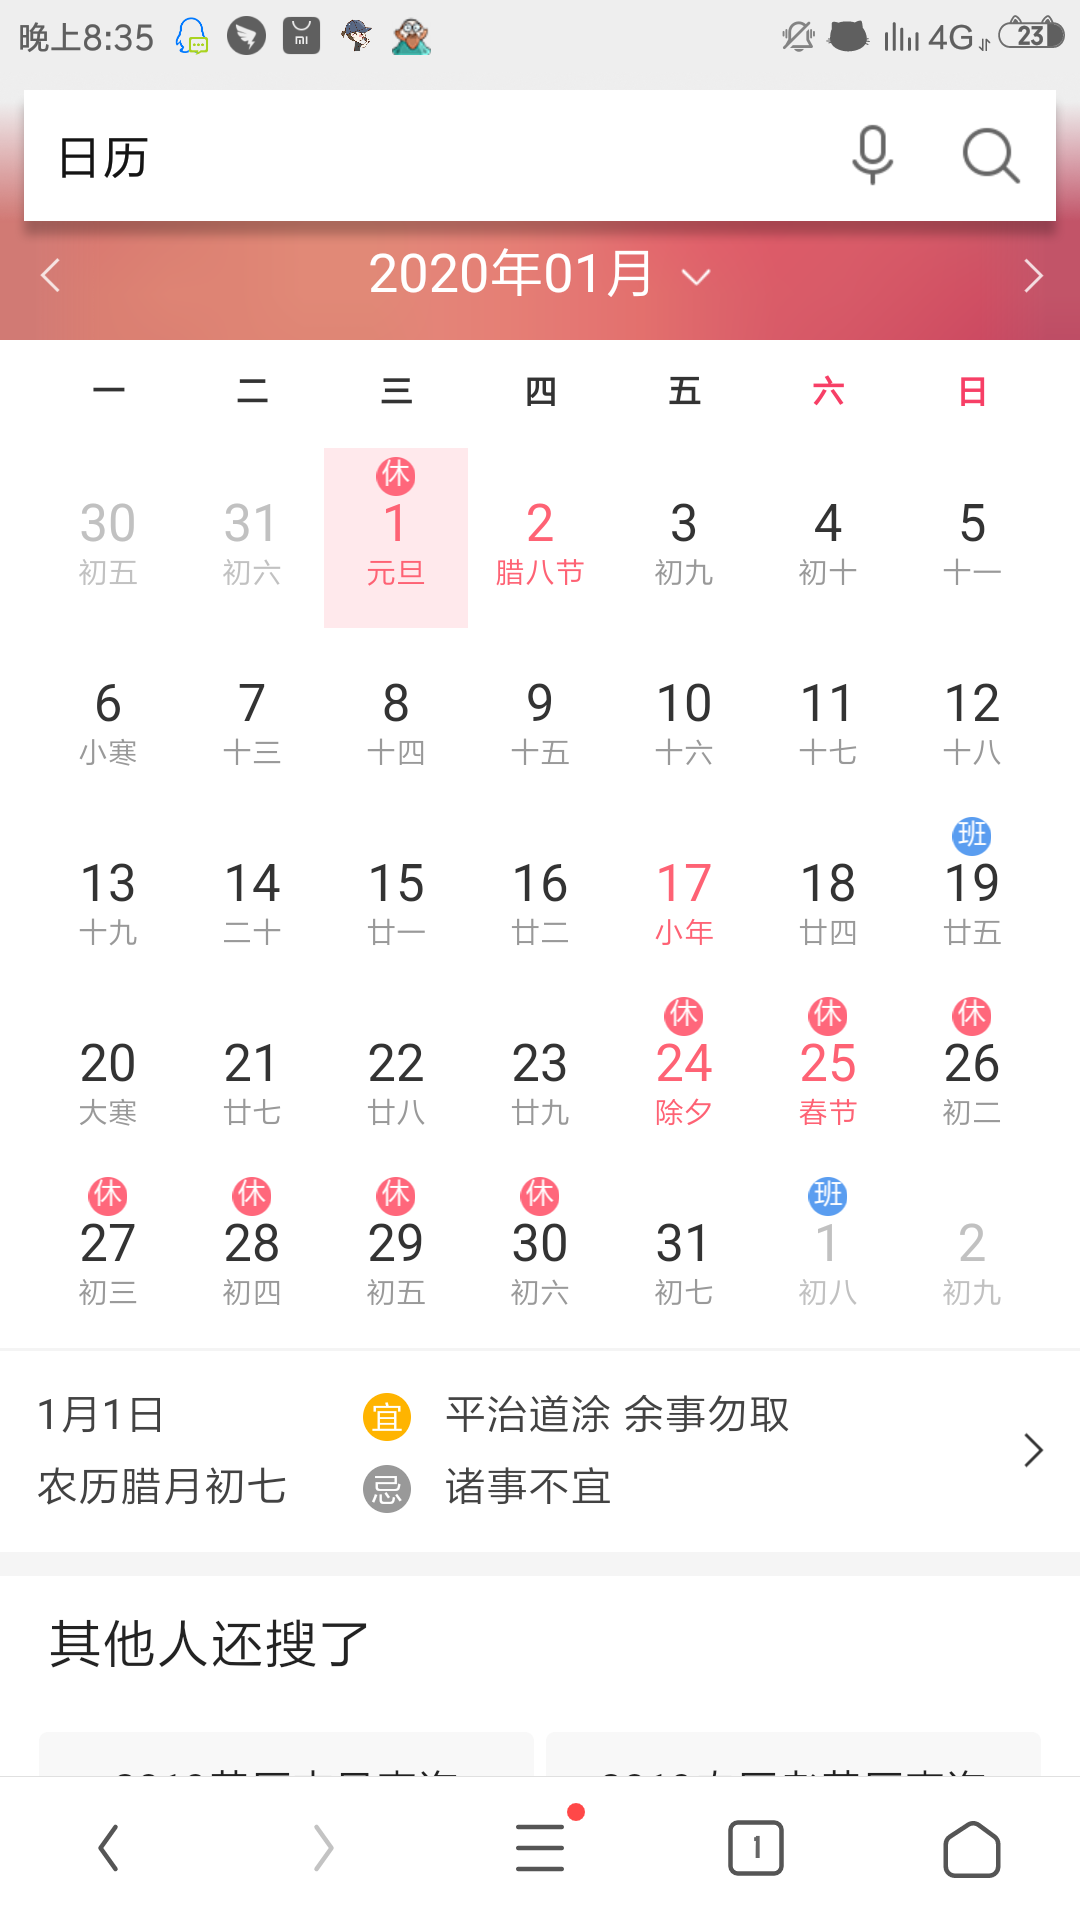 晚上8:35 mi 4G 23
日历
2020年01月
一 二 三 四 五 六 日
休
30 31 1 2 3 4 5
初五 初六 元旦 腊八节 初九 初十 十一
6 7 8 9 10 11 12
小寒 十三 十四 十五 十六 十七 十八
班
13 14 15 16 17 18 19
十九 二十 廿一 廿二 小年 廿四 廿五
休 休 休
20 21 22 23 24 25 26
大寒 廿七 廿八 廿九 除夕 春节 初二
休 休 休 休 班
27 28 29 30 31 1 2
初三 初四 初五 初六 初七 初八 初九
1月1日 宜 平治道涂 余事勿取
农历腊月初七 忌 诸事不宜
其他人还搜了
1